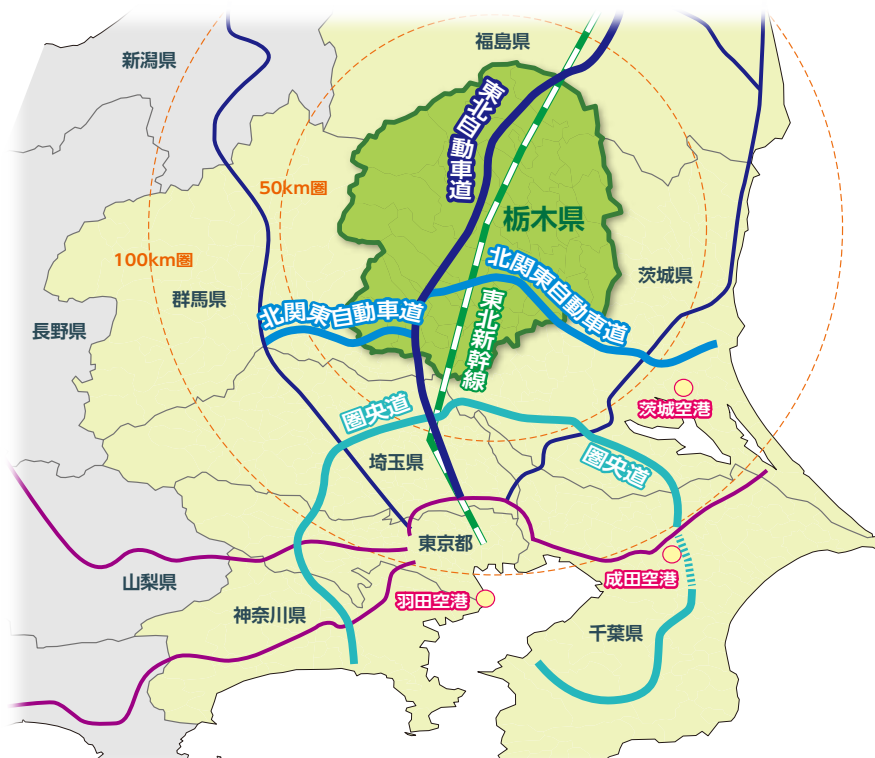 福島県
新潟県
東北自動車道
50km圏
栃木県
100km圏
北関東自動車道
茨城県
群馬県
北関東自動車道
長野県
東北新幹線
茨城空港
圏央道
埼玉県
圏央道
東京都
成田空港
山梨県
羽田空港
神奈川県
千葉県